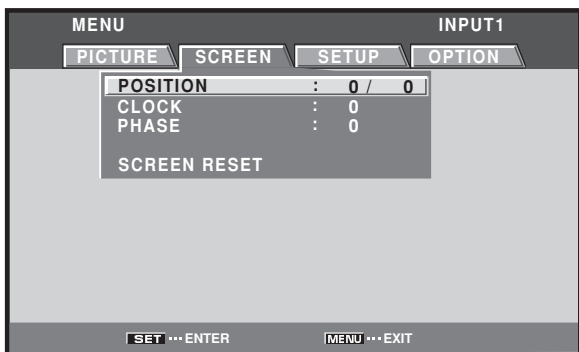 MENU INPUT1
PICTURE SCREEN SETUP OPTION
POSITION : 0 / 0
CLOCK : 0
PHASE : 0
SCREEN RESET
SET ••• ENTER MENU ••• EXIT